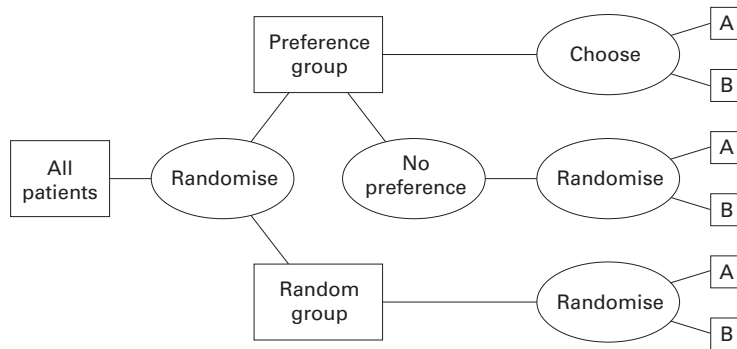 Preference
group
Choose
A
B
All
patients
Randomise
No
preference
Randomise
A
B
Random
group
Randomise
A
B